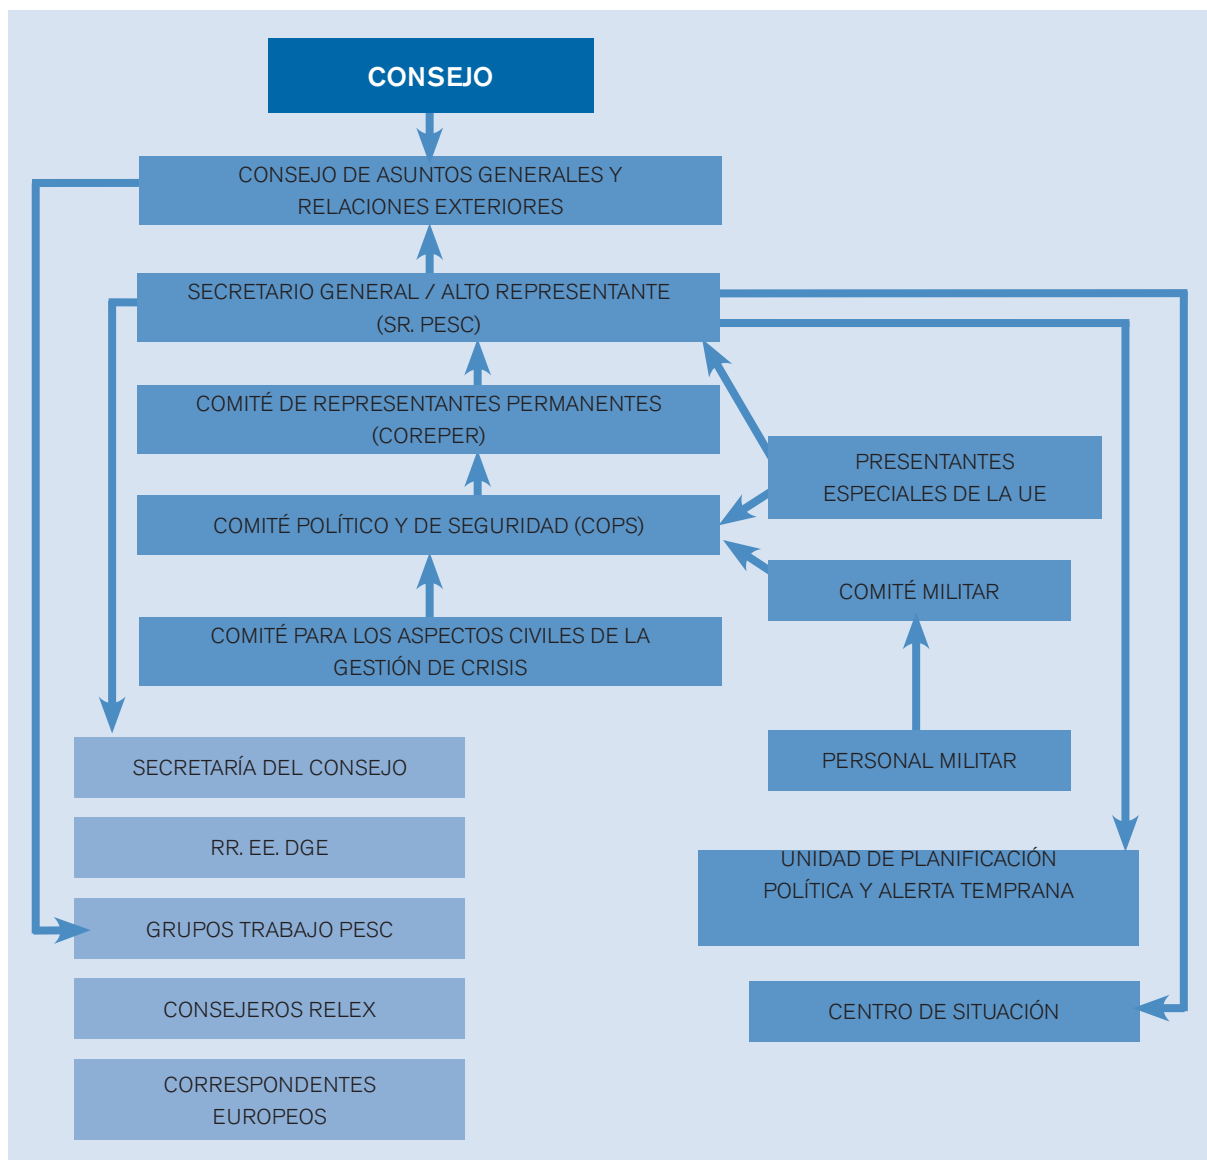 CONSEJO
CONSEJO DE ASUNTOS GENERALES Y
RELACIONES EXTERIORES
SECRETARIO GENERAL / ALTO REPRESENTANTE
(SR. PESC)
COMITÉ DE REPRESENTANTES PERMANENTES
(COREPER)
PRESENTANTES
ESPECIALES DE LA UE
COMITÉ POLÍTICO Y DE SEGURIDAD (COPS)
COMITÉ MILITAR
COMITÉ PARA LOS ASPECTOS CIVILES DE LA
GESTIÓN DE CRISIS
PERSONAL MILITAR
SECRETARÍA DEL CONSEJO
RR. EE. DGE
GRUPOS TRABAJO PESC
CONSEJEROS RELEX
CORRESPONDENTES
EUROPEOS
UNIDAD DE PLANIFICACIÓN
POLÍTICA Y ALERTA TEMPRANA
CENTRO DE SITUACIÓN